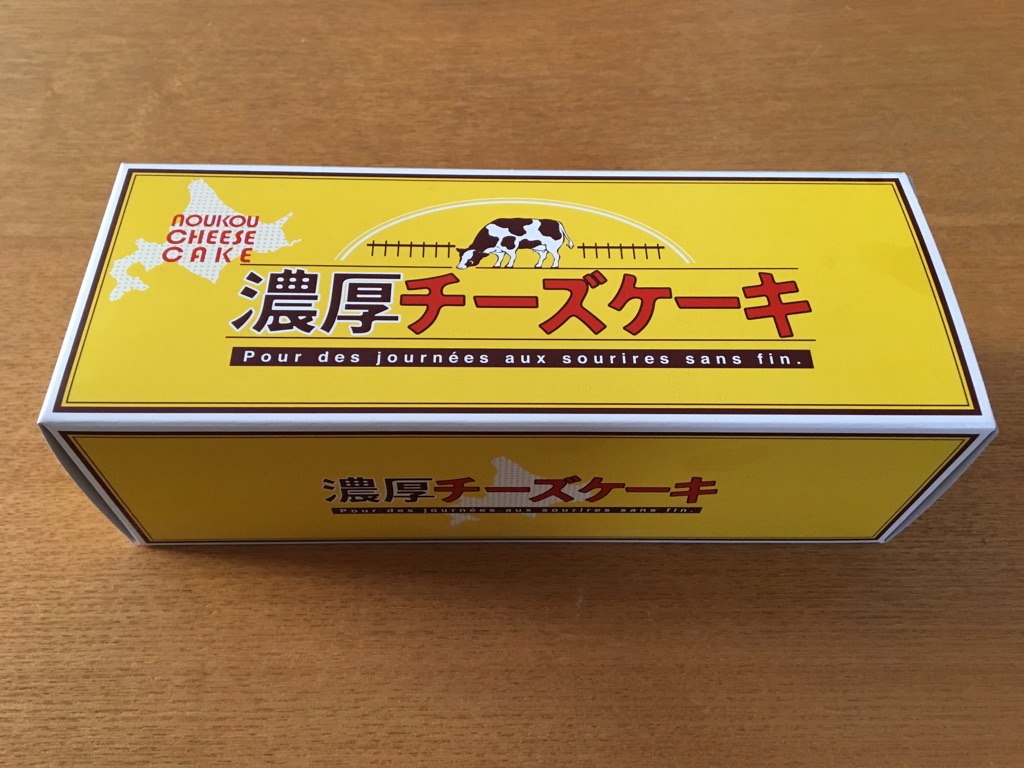 NOUKOU
CHEESE
CAKE
濃厚チーズケーキ
Pour des journées aux sourires sans fin.
濃厚チーズケーキ
Pour des journées aux sourires sans fin.